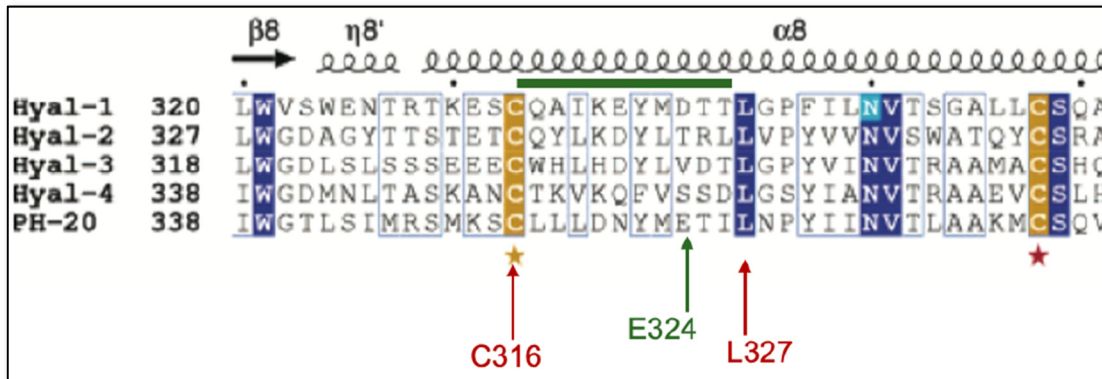 β8 η8' α8
Hyal-1 320 LWVSWENTRTKESCQAIKEYMDTTLGPFILNVTSGALLCSQA
Hyal-2 327 LWGDAGYTTSTETCQYLKDYLTRLLVPYVVNVSWATQYCSRA
Hyal-3 318 LWGDLSLSSSEEECWHLHDYLVDTLGPYVINVTRAAMACSHQ
Hyal-4 338 IWGDMNLTASKANCTKVKQFVSSDLGSYIANVTRAAEVCSLH
PH-20 338 IWGTLSIMRSMKSCLLLDNYMETILNPYIINVTLAAKMCSQV
E324
C316 L327